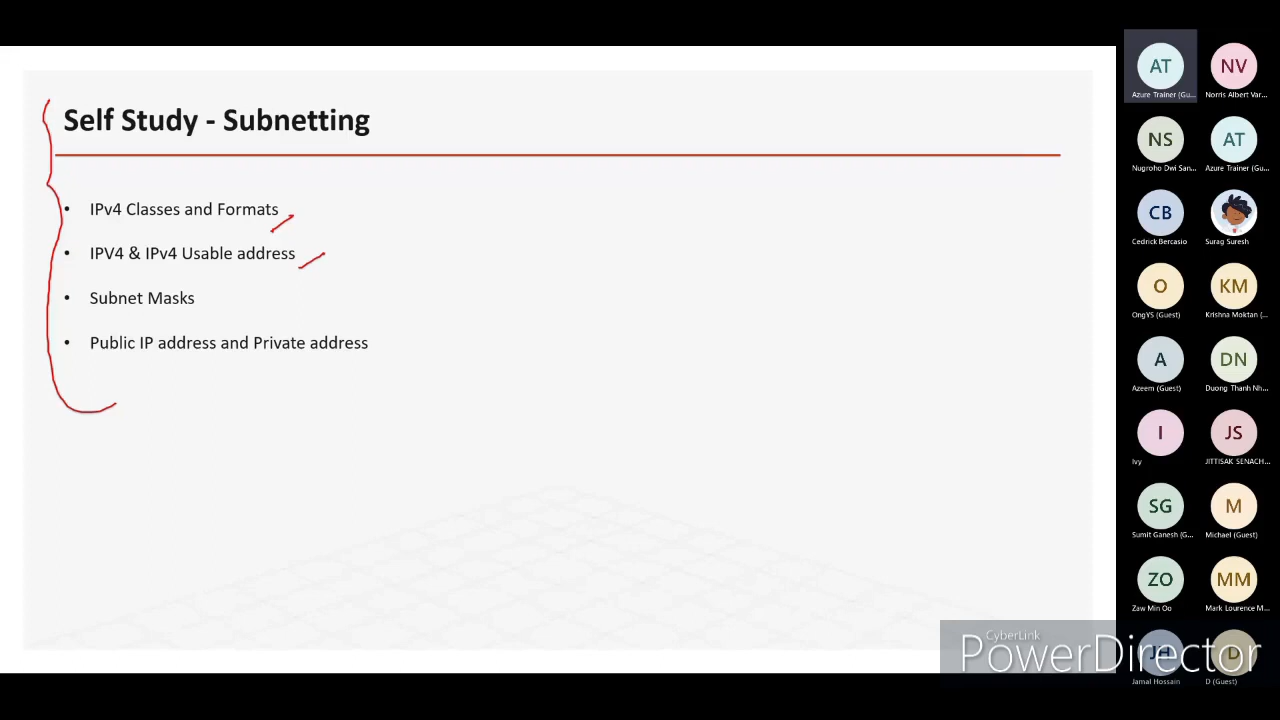 Self Study - Subnetting
• IPv4 Classes and Formats
• IPV4 & IPv4 Usable address
• Subnet Masks
• Public IP address and Private address
AT
NV
Azure Trainer (Gu...
Norris Albert Var...
NS
AT
Nugroho Dwi San...
Azure Trainer (Gu...
CB
Cedrick Bercasio
Surag Suresh
O
KM
OngYS (Guest)
Krishna Moktan (...
A
DN
Azeem (Guest)
Duong Thanh Nh...
I
JS
Ivy
JITTISAK SENACH...
SG
M
Sumit Ganesh (G...
Michael (Guest)
ZO
MM
Zaw Min Oo
Mark Lourence M...
JH
D
Jamal Hossain
D (Guest)
CyberLink
PowerDirector